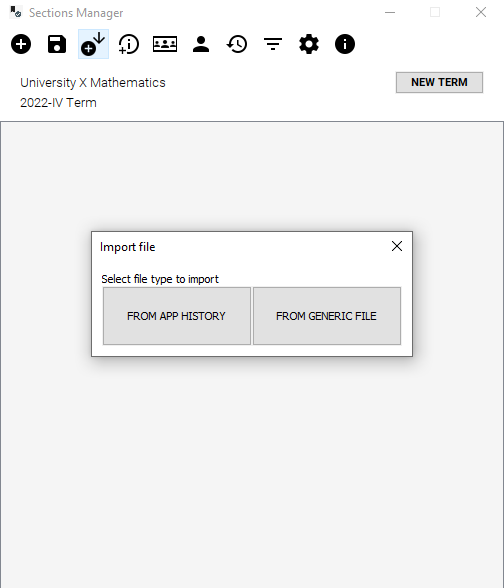 Sections Manager
University X Mathematics
NEW TERM
2022-IV Term
Import file
Select file type to import
FROM APP HISTORY
FROM GENERIC FILE